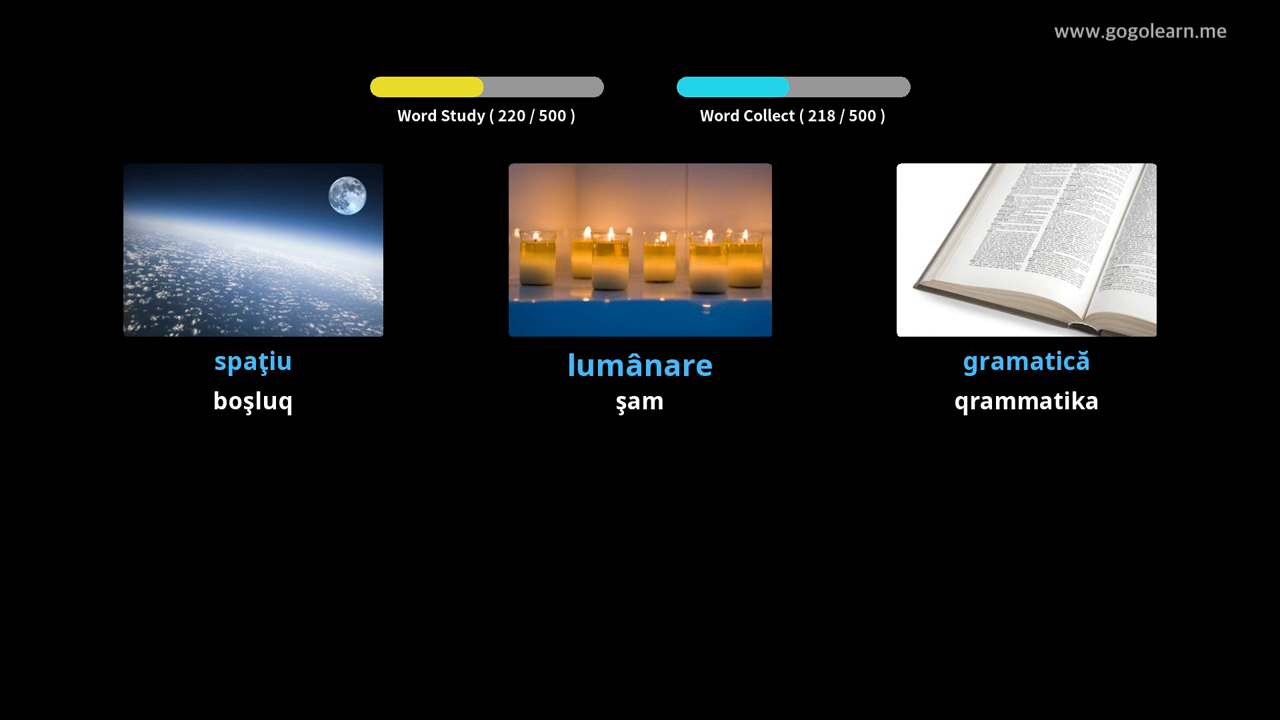 www.gogolearn.me
Word Study ( 220 / 500 )
Word Collect ( 218 / 500 )
spaţiu
lumânare
gramatică
boşluq
şam
qrammatika